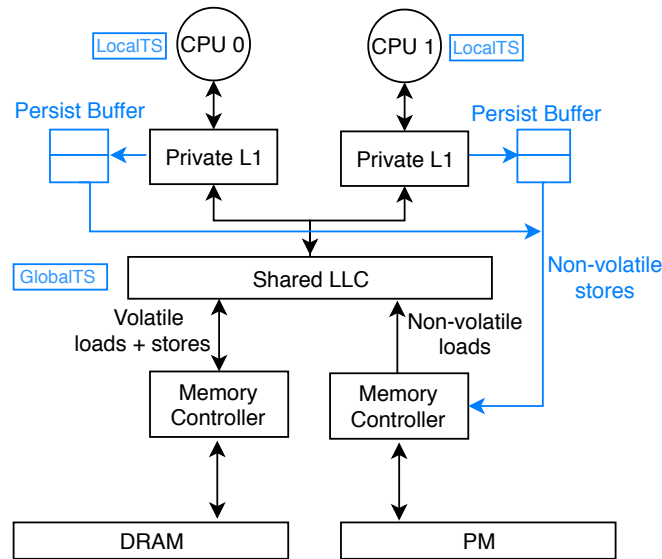 LocalTS
CPU 0
CPU 1
LocalTS
Persist Buffer
Persist Buffer
Private L1
Private L1
GlobalTS
Shared LLC
Non-volatile
stores
Volatile
loads + stores
Non-volatile
loads
Memory
Controller
Memory
Controller
DRAM
PM